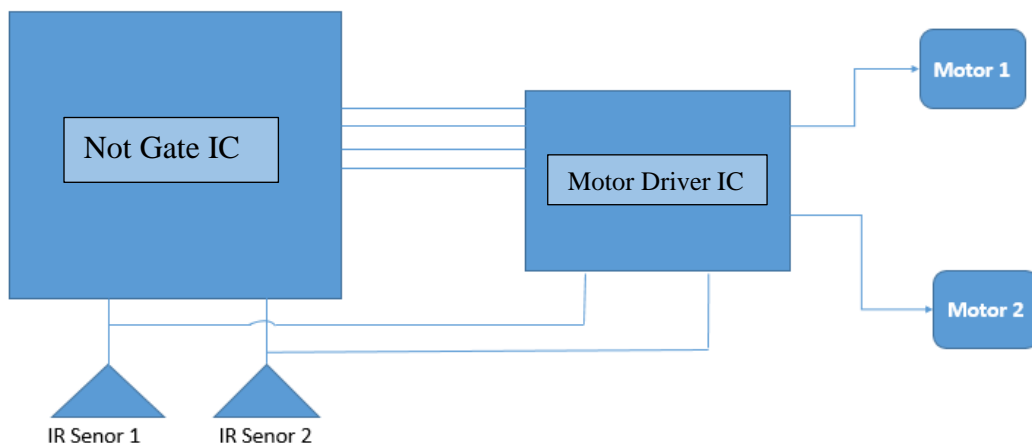 Motor 1
Not Gate IC
Motor Driver IC
Motor 2
IR Senor 1
IR Senor 2